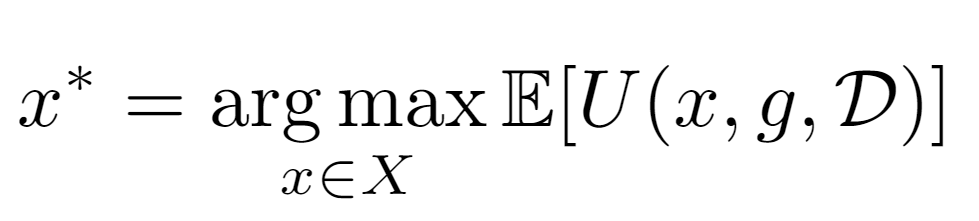 x* = arg max 𝔼[U(x, g, 𝒟)]
x∈X